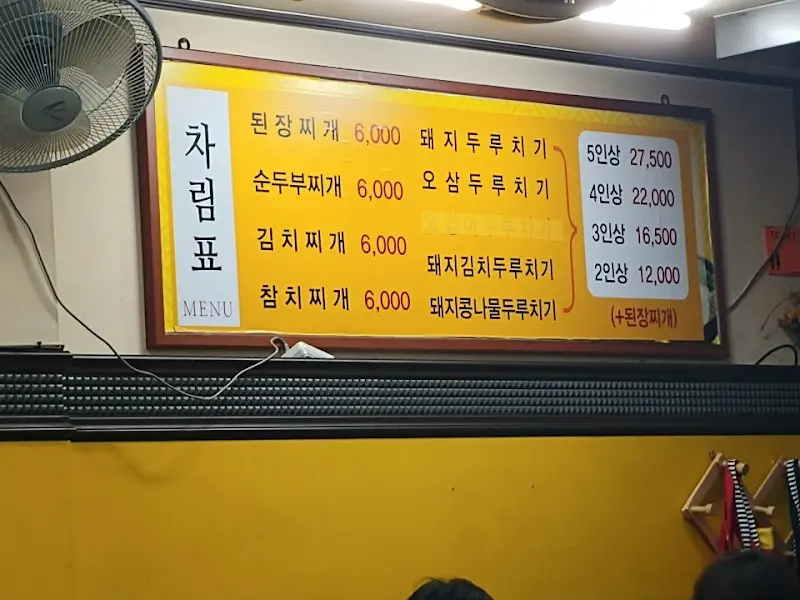 차림표
MENU
된장찌개 6,000
순두부찌개 6,000
김치찌개 6,000
참치찌개 6,000
돼지두루치기
오삼두루치기
돼지김치두루치기
돼지콩나물두루치기
5인상 27,500
4인상 22,000
3인상 16,500
2인상 12,000
(+된장찌개)